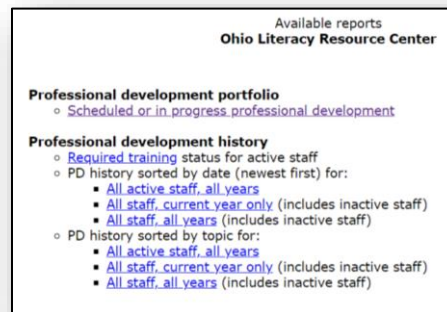 Available reports
Ohio Literacy Resource Center
Professional development portfolio
Scheduled or in progress professional development
Professional development history
Required training status for active staff
PD history sorted by date (newest first) for:
All active staff, all years
All staff, current year only (includes inactive staff)
All staff, all years (includes inactive staff)
PD history sorted by topic for:
All active staff, all years
All staff, current year only (includes inactive staff)
All staff, all years (includes inactive staff)